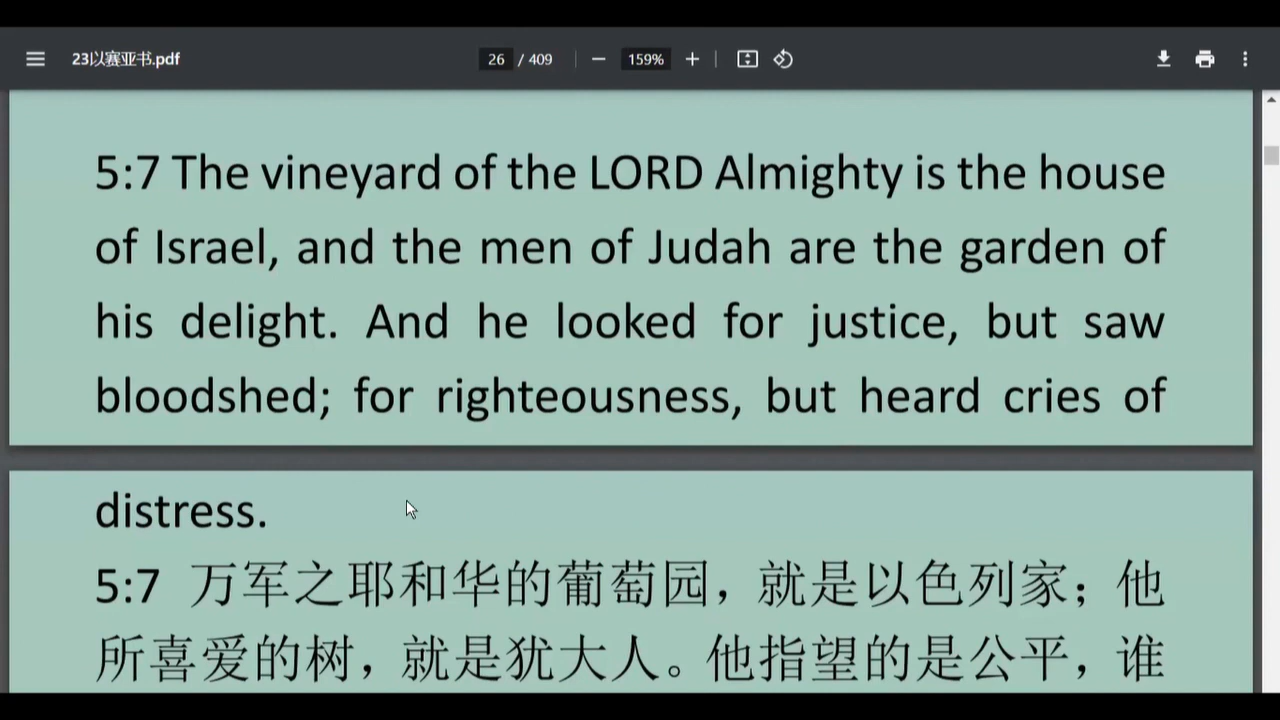 23以赛亚书.pdf
26 / 409
159%
5:7 The vineyard of the LORD Almighty is the house
of Israel, and the men of Judah are the garden of
his delight. And he looked for justice, but saw
bloodshed; for righteousness, but heard cries of
distress.
5:7 万军之耶和华的葡萄园，就是以色列家；他
所喜爱的树，就是犹大人。他指望的是公平，谁